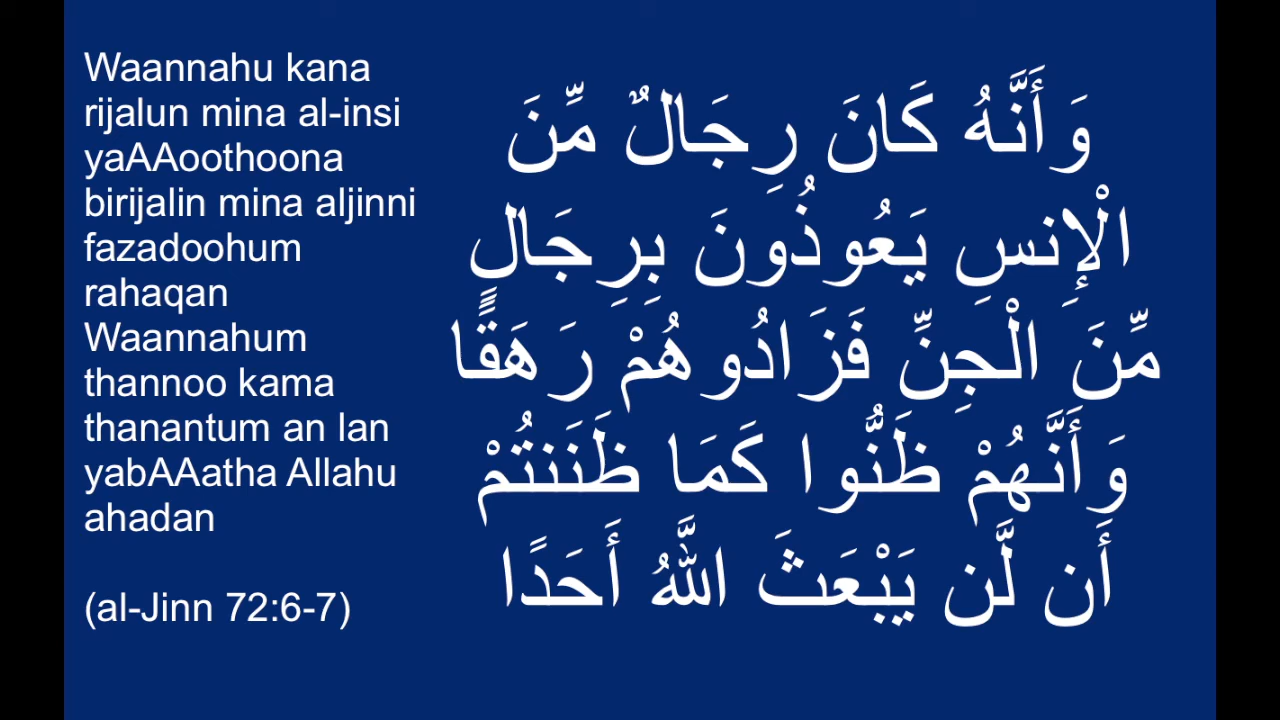 Waannahu kana
rijalun mina al-insi
yaAAoothoona
birijalin mina aljinni
fazadoohum
rahaqan
Waannahum
thannoo kama
thanantum an lan
yabAAatha Allahu
ahadan
(al-Jinn 72:6-7)
وَأَنَّهُ كَانَ رِجَالٌ مِّنَ
الْإِنسِ يَعُوذُونَ بِرِجَالٍ
مِّنَ الْجِنِّ فَزَادُوهُمْ رَهَقًا
وَأَنَّهُمْ ظَنُّوا كَمَا ظَنَنتُمْ
أَن لَّن يَبْعَثَ اللَّهُ أَحَدًا